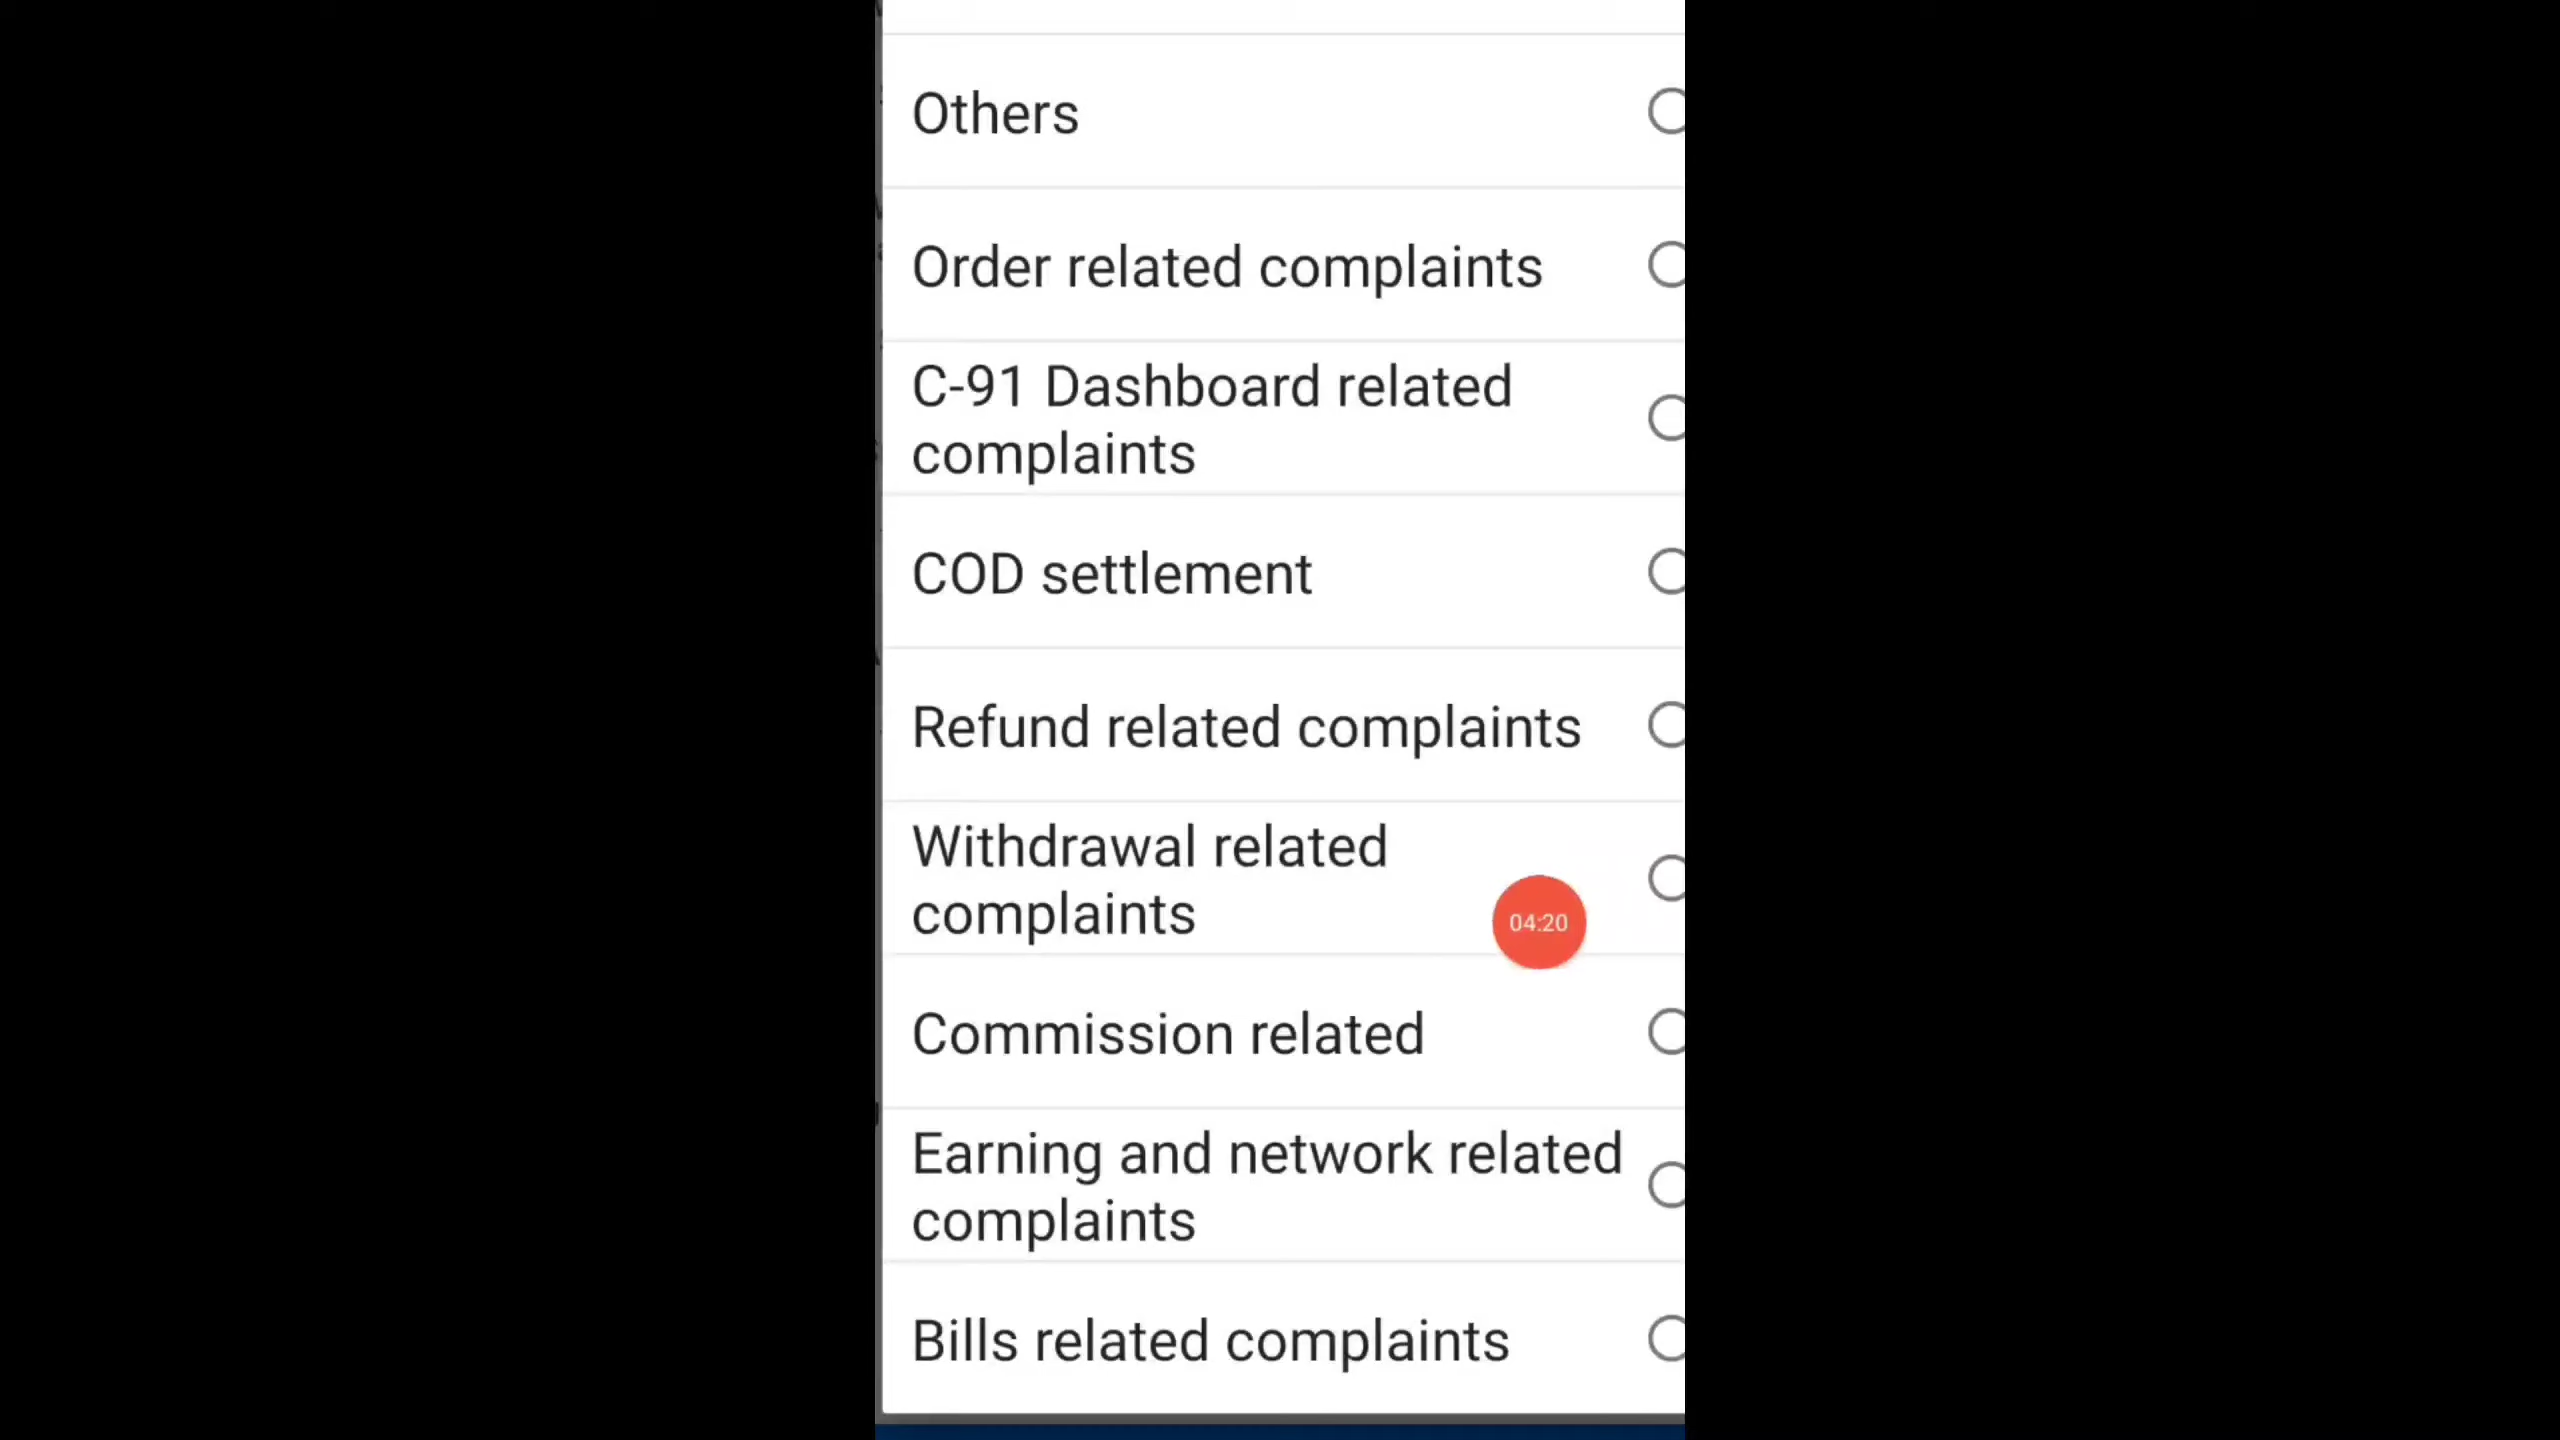 Others
Order related complaints
C-91 Dashboard related
complaints
COD settlement
Refund related complaints
Withdrawal related
complaints
04:20
Commission related
Earning and network related
complaints
Bills related complaints